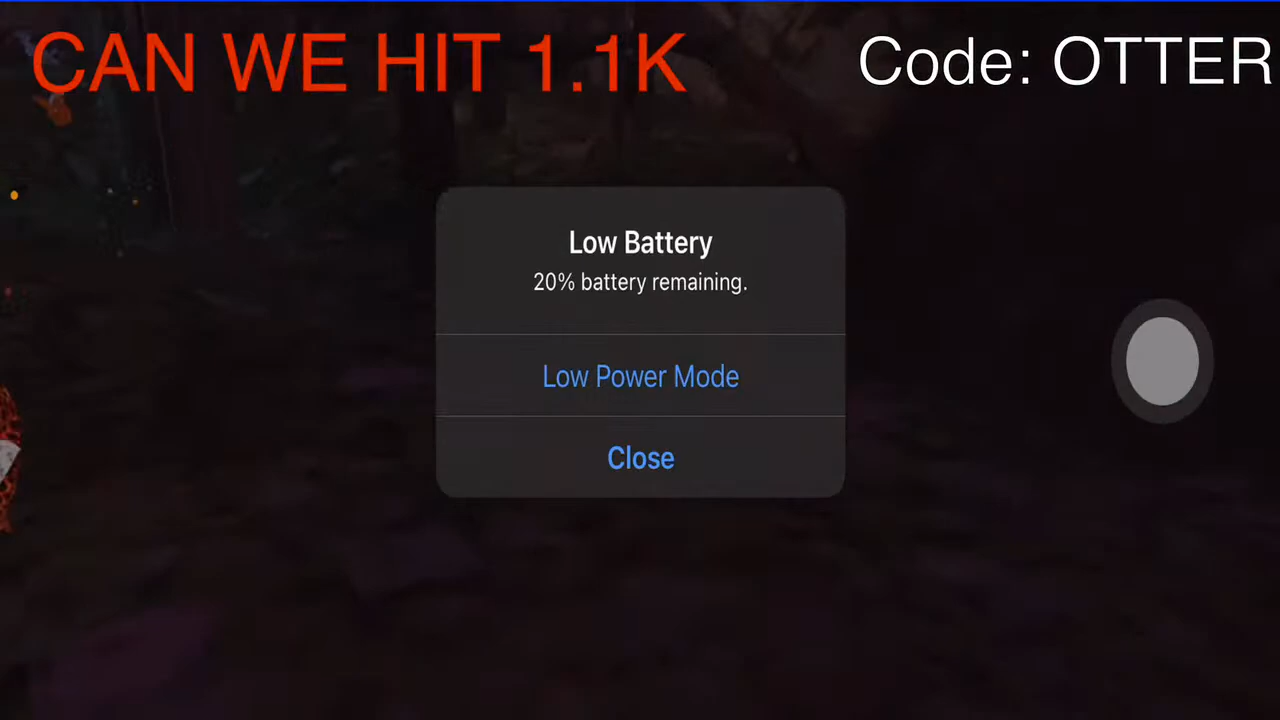 CAN WE HIT 1.1K
Code: OTTER
Low Battery
20% battery remaining.
Low Power Mode
Close